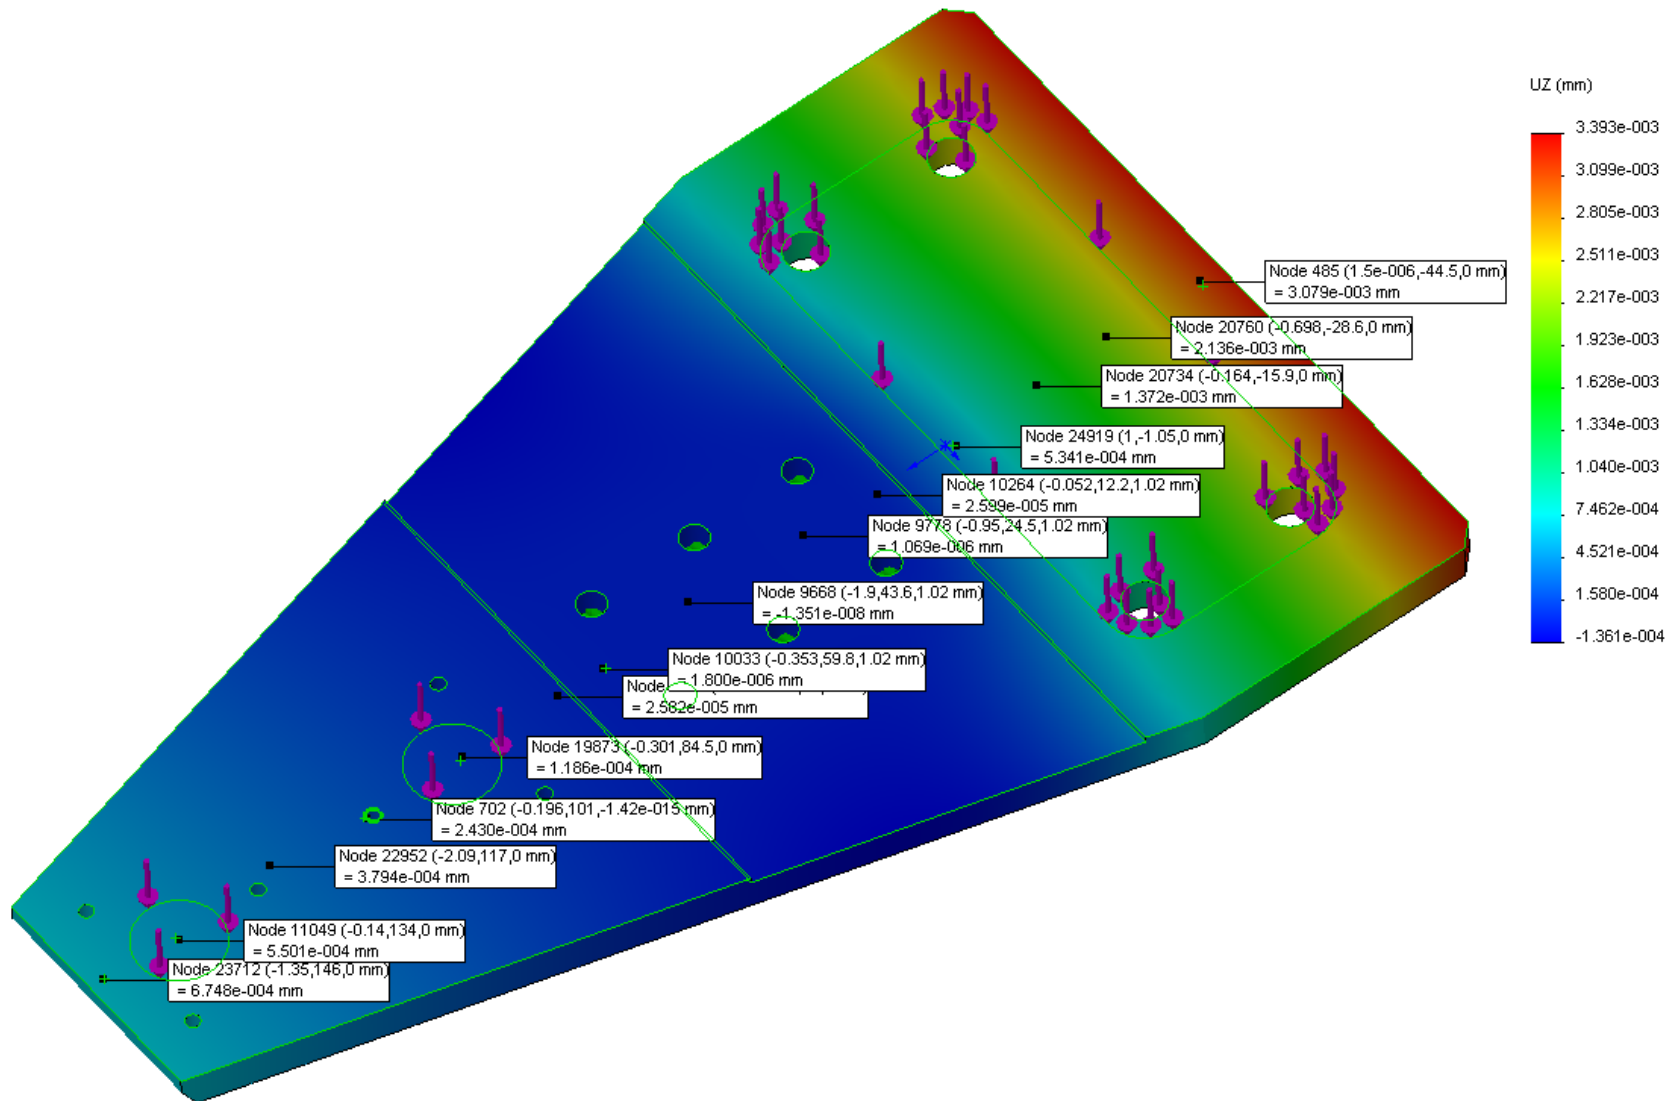 UZ (mm)
3.393e-003
3.099e-003
2.805e-003
2.511e-003
2.217e-003
1.923e-003
1.628e-003
1.334e-003
1.040e-003
7.462e-004
4.521e-004
1.580e-004
-1.361e-004
Node 485 (1.5e-006,-44.5,0 mm)
= 3.079e-003 mm
Node 20760 (-0.698,-28.6,0 mm)
= 2.136e-003 mm
Node 20734 (-0.164,-15.9,0 mm)
= 1.372e-003 mm
Node 24919 (1,-1.05,0 mm)
= 5.341e-004 mm
Node 10264 (-0.052,12.2,1.02 mm)
= 2.599e-005 mm
Node 9778 (-0.95,24.5,1.02 mm)
= 1.069e-006 mm
Node 9668 (-1.9,43.6,1.02 mm)
= -1.351e-008 mm
Node 10033 (-0.353,59.8,1.02 mm)
= 1.800e-006 mm
Node
= 2.582e-005 mm
Node 19873 (-0.301,84.5,0 mm)
= 1.186e-004 mm
Node 702 (-0.196,101,-1.42e-015 mm)
= 2.430e-004 mm
Node 22952 (-2.09,117,0 mm)
= 3.794e-004 mm
Node 11049 (-0.14,134,0 mm)
= 5.501e-004 mm
Node 23712 (-1.35,146,0 mm)
= 6.748e-004 mm